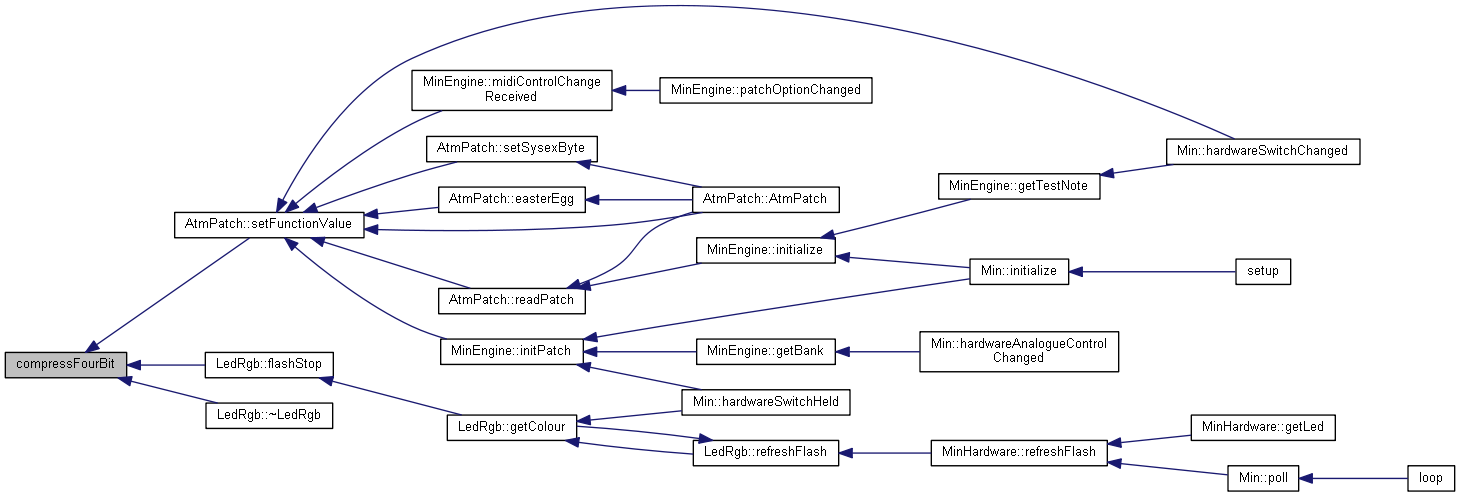 MinEngine::midiControlChange
Received
MinEngine::patchOptionChanged
AtmPatch::setSysexByte
Min::hardwareSwitchChanged
MinEngine::getTestNote
AtmPatch::easterEgg
AtmPatch::AtmPatch
AtmPatch::setFunctionValue
MinEngine::initialize
Min::initialize
setup
AtmPatch::readPatch
MinEngine::initPatch
MinEngine::getBank
Min::hardwareAnalogueControl
Changed
compressFourBit
LedRgb::flashStop
Min::hardwareSwitchHeld
LedRgb::~LedRgb
LedRgb::getColour
LedRgb::refreshFlash
MinHardware::refreshFlash
MinHardware::getLed
Min::poll
loop